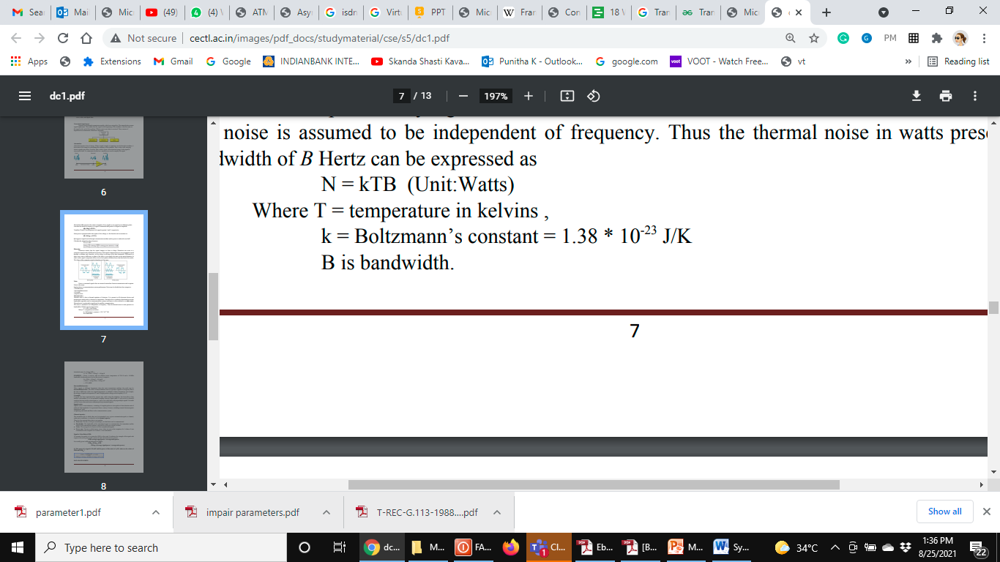 Sear
Mai
Mic
(49)
(4)
ATM
Asy
isdn
Virt
PPT
Mic
Fran
Con
18
Tran
Tran
Mic
Not secure | cectl.ac.in/images/pdf_docs/studymaterial/cse/s5/dc1.pdf
PM
Apps
Extensions
Gmail
Google
INDIANBANK INTE...
Skanda Shasti Kava...
Punitha K - Outlook...
google.com
VOOT - Watch Free...
vt
»
Reading list
dc1.pdf
7 / 13
197%
noise is assumed to be independent of frequency. Thus the thermal noise in watts pres
dwidth of B Hertz can be expressed as
N = kTB (Unit:Watts)
Where T = temperature in kelvins ,
k = Boltzmann’s constant = 1.38 * 10-23 J/K
B is bandwidth.
7
6
7
8
parameter1.pdf
impair parameters.pdf
T-REC-G.113-1988....pdf
Show all
Type here to search
dc...
M...
FA...
Cl...
Eb...
[B...
M...
Sy...
34°C
1:36 PM
8/25/2021
22